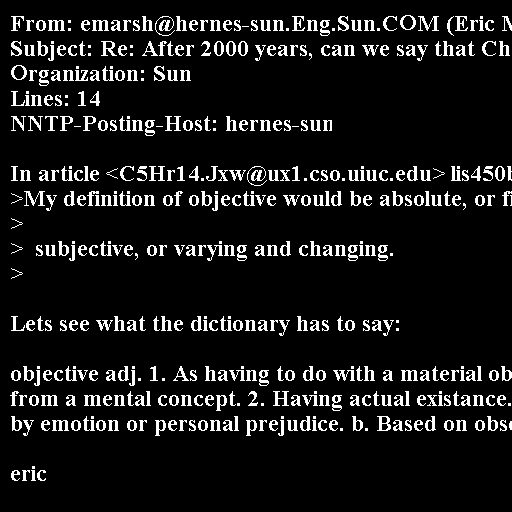 From: emarsh@hernes-sun.Eng.Sun.COM (Eric
Subject: Re: After 2000 years, can we say that
Organization: Sun
Lines: 14
NNTP-Posting-Host: hernes-sun

In article <C5Hr14.Jxw@ux1.cso.uiuc.edu>
>My definition of objective would be absolute, or
>
>  subjective, or varying and changing.
>

Lets see what the dictionary has to say:

objective adj. 1. As having to do with a material
from a mental concept. 2. Having actual existance.
by emotion or personal prejudice. b. Based on

eric